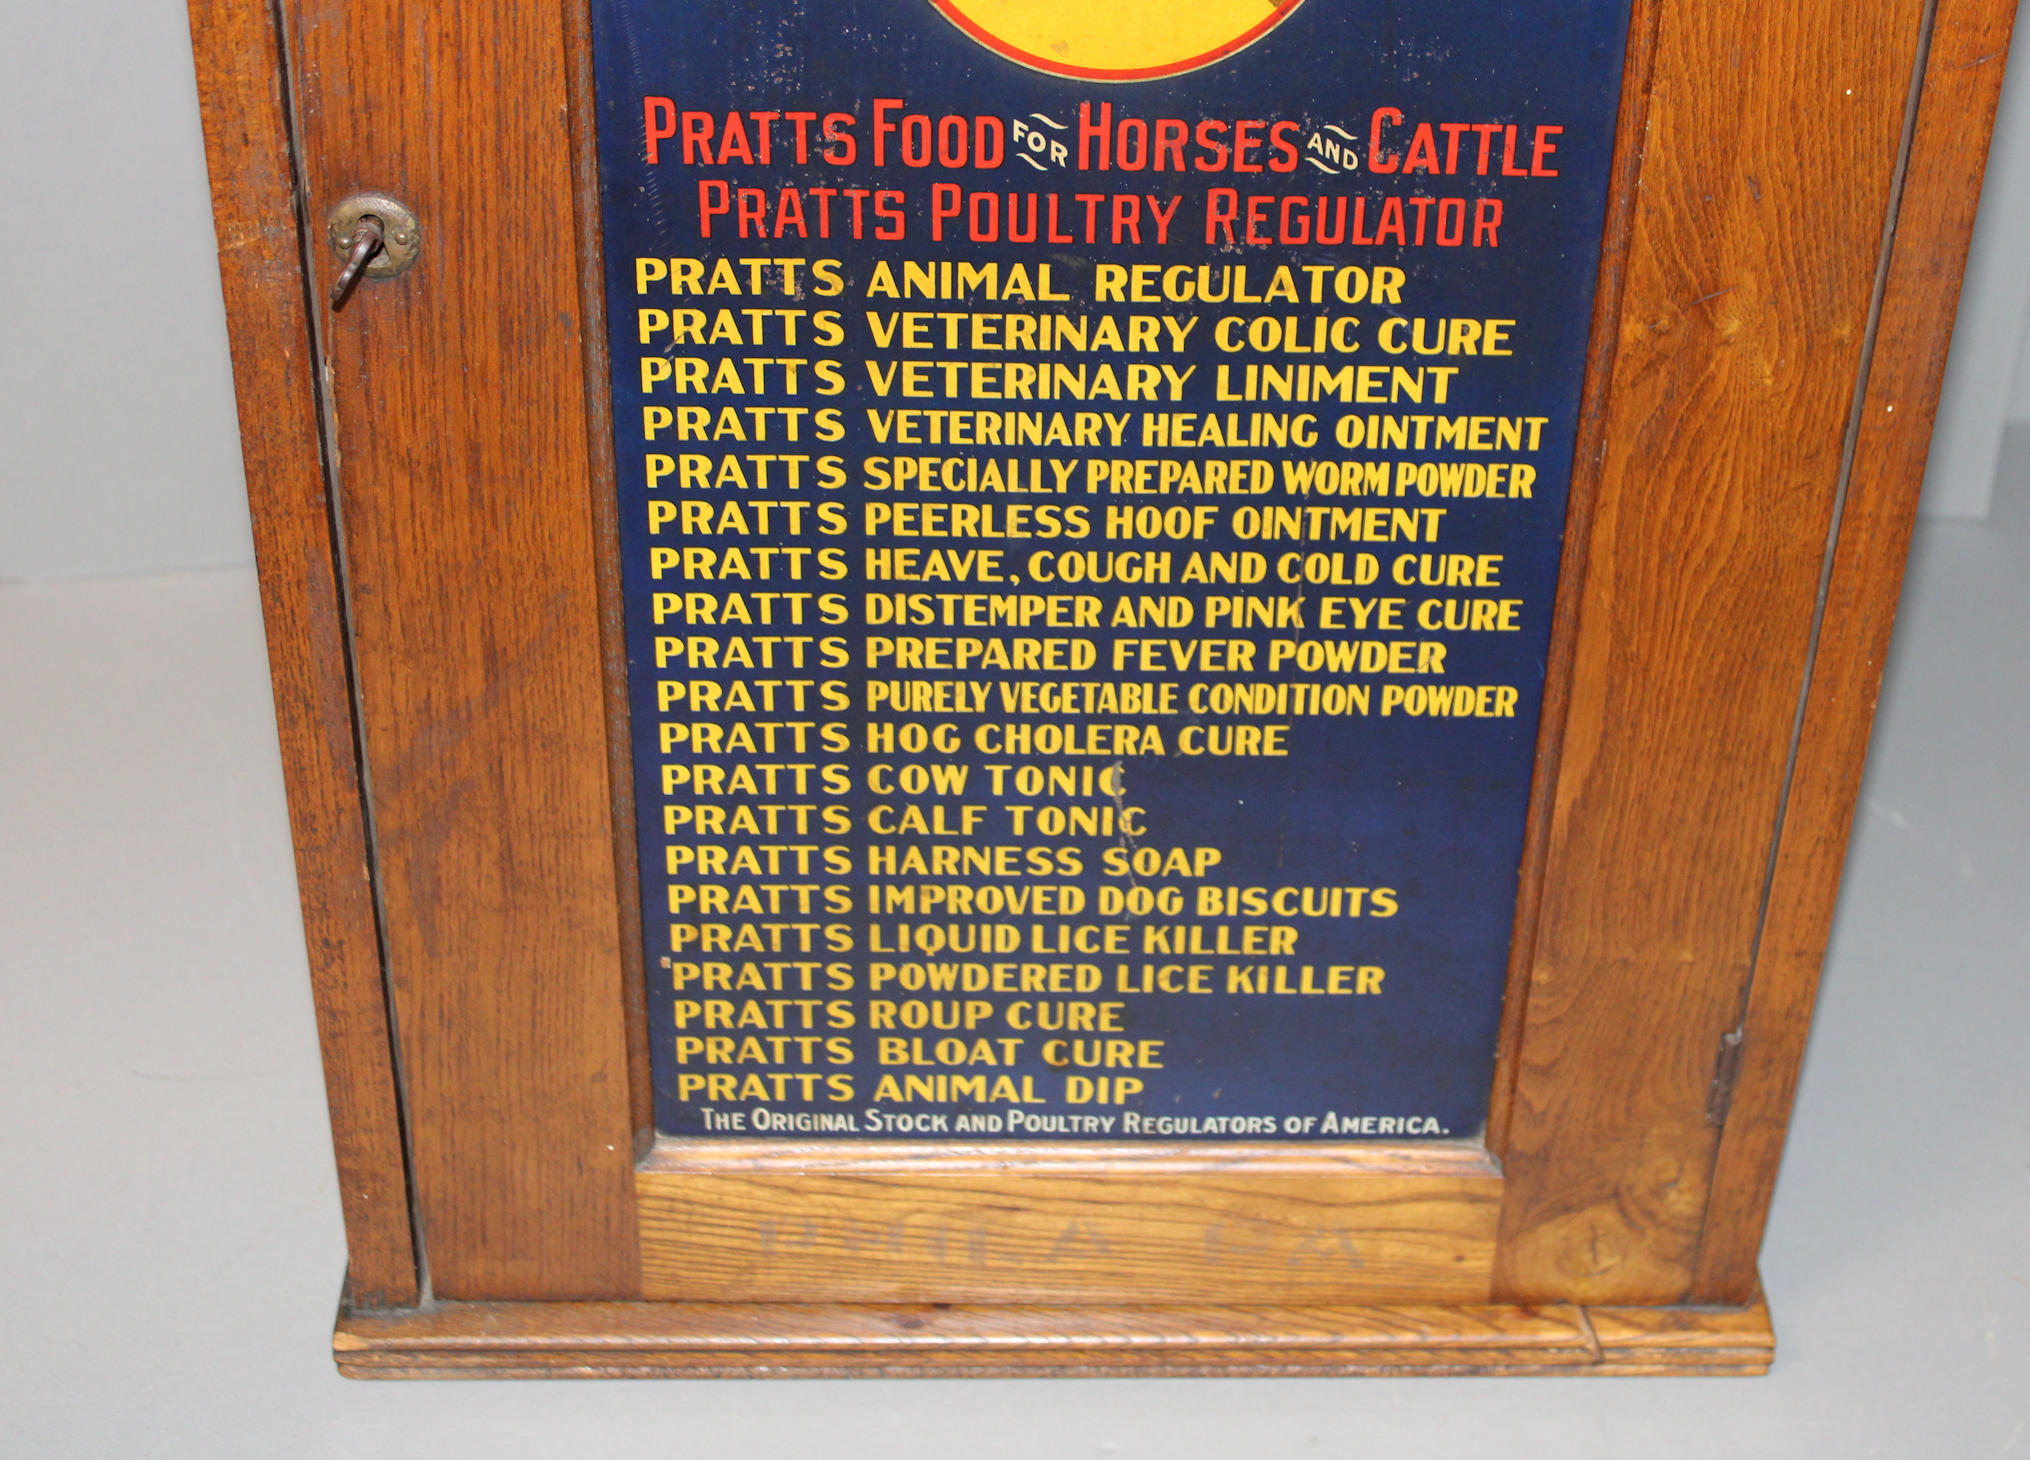 PRATTS FOOD FOR HORSES AND CATTLE
PRATTS POULTRY REGULATOR
PRATTS ANIMAL REGULATOR
PRATTS VETERINARY COLIC CURE
PRATTS VETERINARY LINIMENT
PRATTS VETERINARY HEALING OINTMENT
PRATTS SPECIALLY PREPARED WORM POWDER
PRATTS PEERLESS HOOF OINTMENT
PRATTS HEAVE, COUGH AND COLD CURE
PRATTS DISTEMPER AND PINK EYE CURE
PRATTS PREPARED FEVER POWDER
PRATTS PURELY VEGETABLE CONDITION POWDER
PRATTS HOG CHOLERA CURE
PRATTS COW TONIC
PRATTS CALF TONIC
PRATTS HARNESS SOAP
PRATTS IMPROVED DOG BISCUITS
PRATTS LIQUID LICE KILLER
PRATTS POWDERED LICE KILLER
PRATTS ROUP CURE
PRATTS BLOAT CURE
PRATTS ANIMAL DIP
THE ORIGINAL STOCK AND POULTRY REGULATORS OF AMERICA.
PHILA PA